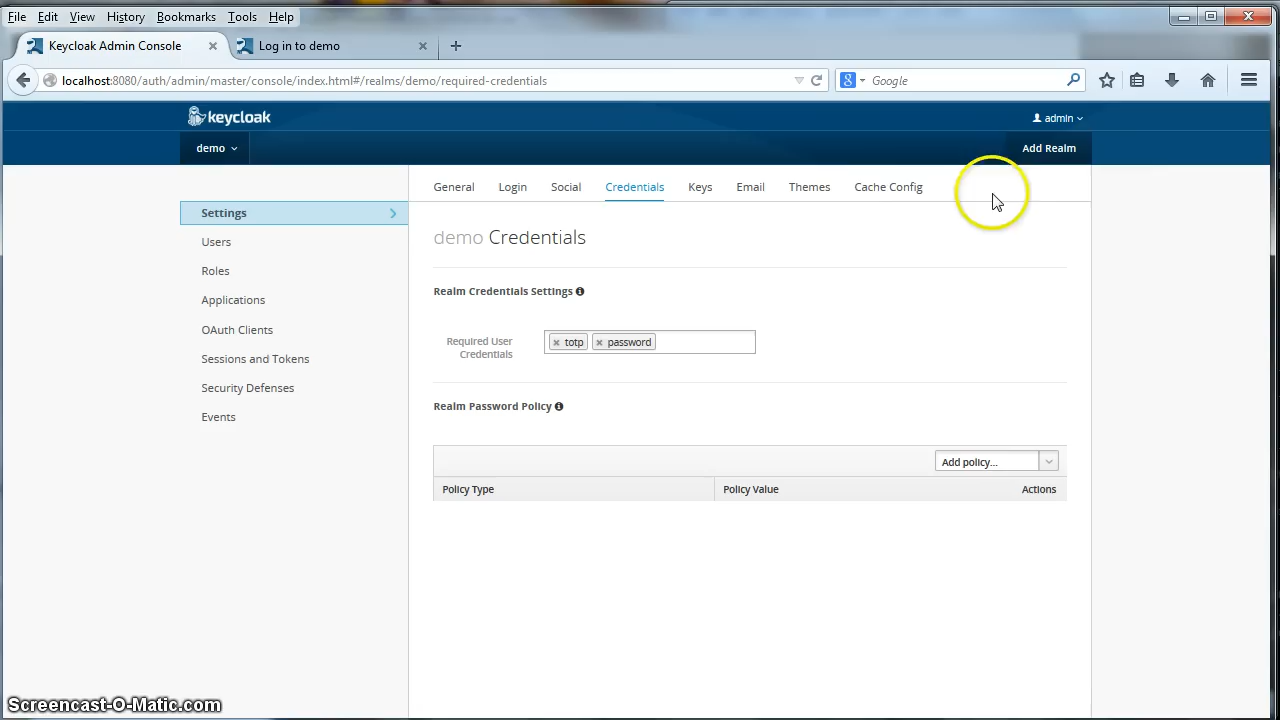 File Edit View History Bookmarks Tools Help
Keycloak Admin Console
Log in to demo
localhost:8080/auth/admin/master/console/index.html#/realms/demo/required-credentials
Google
keycloak
admin
demo
Add Realm
General Login Social Credentials Keys Email Themes Cache Config
Settings
Users
Roles
Applications
OAuth Clients
Sessions and Tokens
Security Defenses
Events
demo Credentials
Realm Credentials Settings
Required User
Credentials
totp password
Realm Password Policy
Add policy...
Policy Type Policy Value Actions
Screencast-O-Matic.com